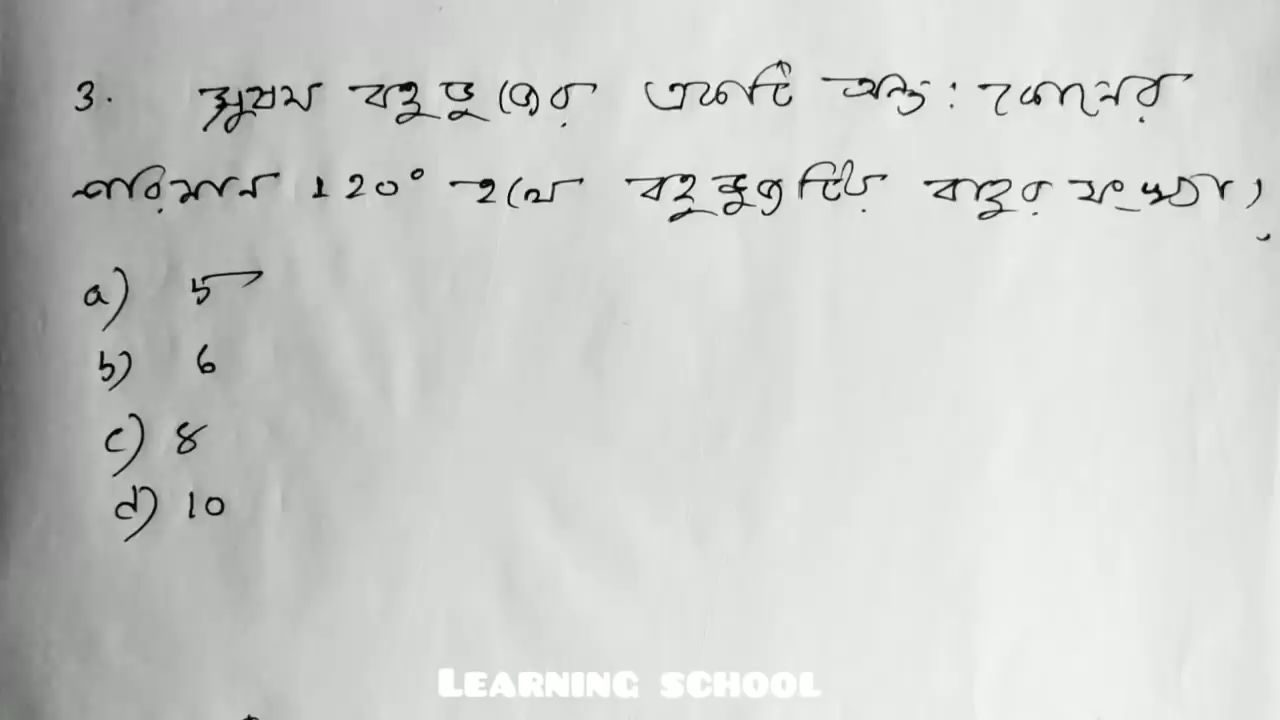 3. সুষম বহুভুজের একটি অন্ত: কোনের
পরিমান 120° হলে বহুভুজটির বাহুর সংখ্যা,
a) 5
b) 6
c) 8
d) 10
LEARNING SCHOOL